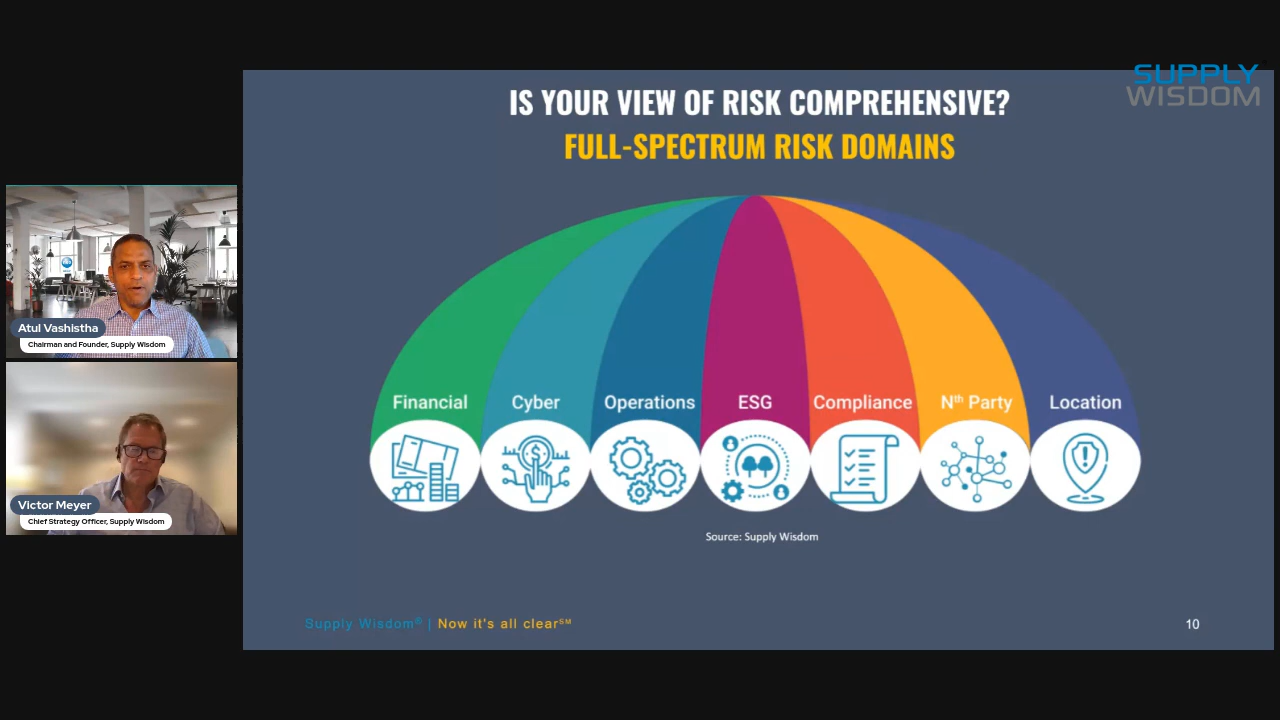 SUPPLY
WISDOM
IS YOUR VIEW OF RISK COMPREHENSIVE?
FULL-SPECTRUM RISK DOMAINS
Atul Vashistha
Chairman and Founder, Supply Wisdom
Victor Meyer
Chief Strategy Officer, Supply Wisdom
Financial
Cyber
Operations
ESG
Compliance
Nth Party
Location
$
!
Source: Supply Wisdom
Supply Wisdom® | Now it's all clear℠
10